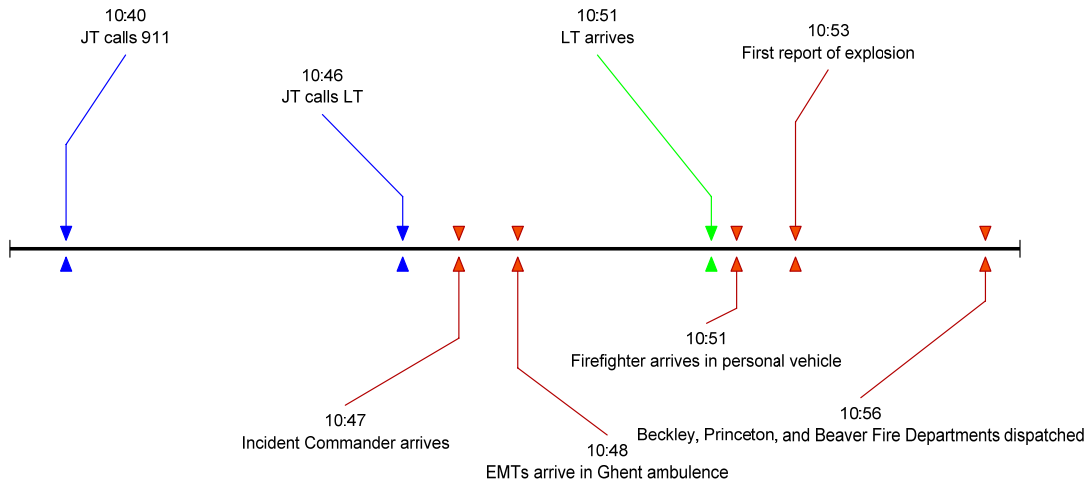 10:40
JT calls 911
10:46
JT calls LT
10:51
LT arrives
10:53
First report of explosion
10:47
Incident Commander arrives
10:48
EMTs arrive in Ghent ambulence
10:51
Firefighter arrives in personal vehicle
10:56
Beckley, Princeton, and Beaver Fire Departments dispatched